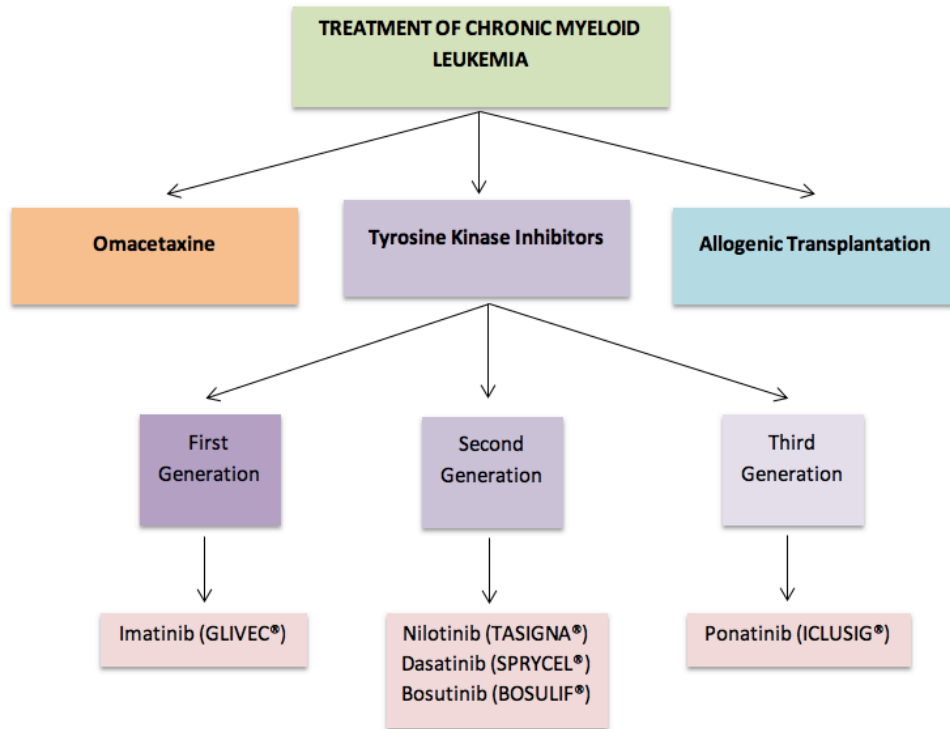 TREATMENT OF CHRONIC MYELOID
LEUKEMIA
Omacetaxine
Tyrosine Kinase Inhibitors
Allogenic Transplantation
First
Generation
Second
Generation
Third
Generation
Imatinib (GLIVEC®)
Nilotinib (TASIGNA®)
Dasatinib (SPRYCEL®)
Bosutinib (BOSULIF®)
Ponatinib (ICLUSIG®)